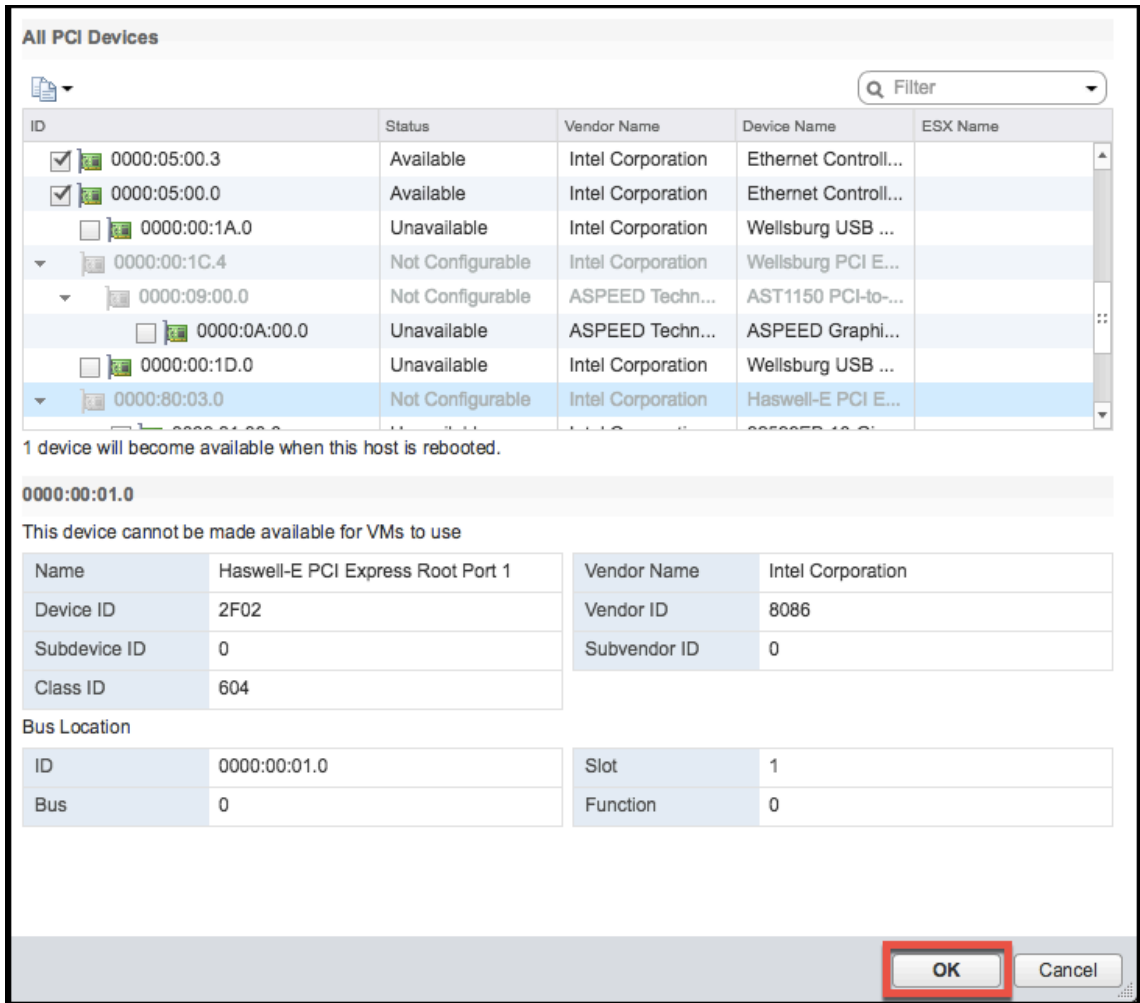 All PCI Devices
Filter
ID Status Vendor Name Device Name ESX Name
0000:05:00.3 Available Intel Corporation Ethernet Controll...
0000:05:00.0 Available Intel Corporation Ethernet Controll...
0000:00:1A.0 Unavailable Intel Corporation Wellsburg USB ...
0000:00:1C.4 Not Configurable Intel Corporation Wellsburg PCI E...
0000:09:00.0 Not Configurable ASPEED Techn... AST1150 PCI-to-...
0000:0A:00.0 Unavailable ASPEED Techn... ASPEED Graphi...
0000:00:1D.0 Unavailable Intel Corporation Wellsburg USB ...
0000:80:03.0 Not Configurable Intel Corporation Haswell-E PCI E...
1 device will become available when this host is rebooted.
0000:00:01.0
This device cannot be made available for VMs to use
Name Haswell-E PCI Express Root Port 1 Vendor Name Intel Corporation
Device ID 2F02 Vendor ID 8086
Subdevice ID 0 Subvendor ID 0
Class ID 604
Bus Location
ID 0000:00:01.0 Slot 1
Bus 0 Function 0
OK Cancel